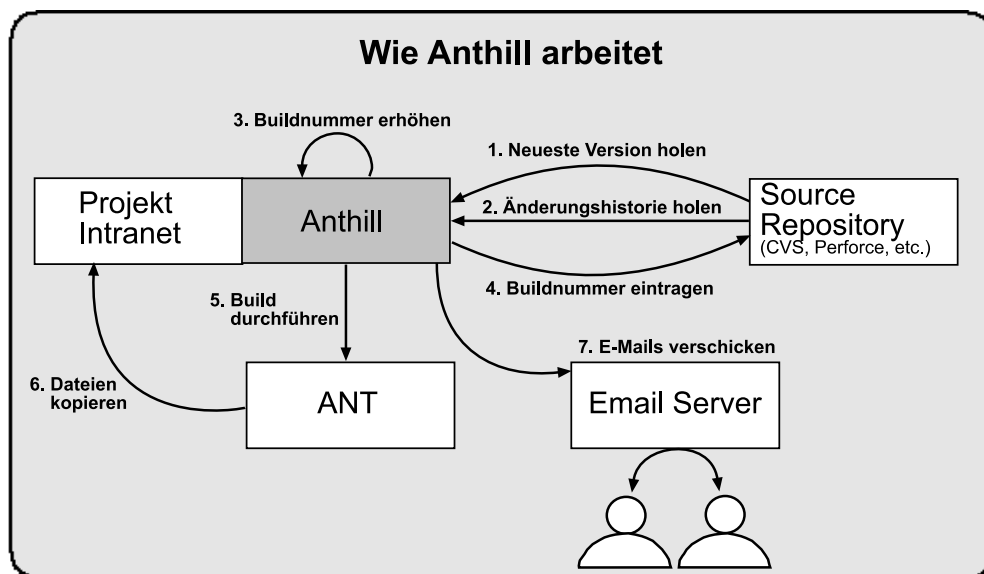 Wie Anthill arbeitet
3. Buildnummer erhöhen
1. Neueste Version holen
Projekt
Intranet
Anthill
2. Änderungshistorie holen
Source
Repository
(CVS, Perforce, etc.)
4. Buildnummer eintragen
5. Build
durchführen
7. E-Mails verschicken
6. Dateien
kopieren
ANT
Email Server